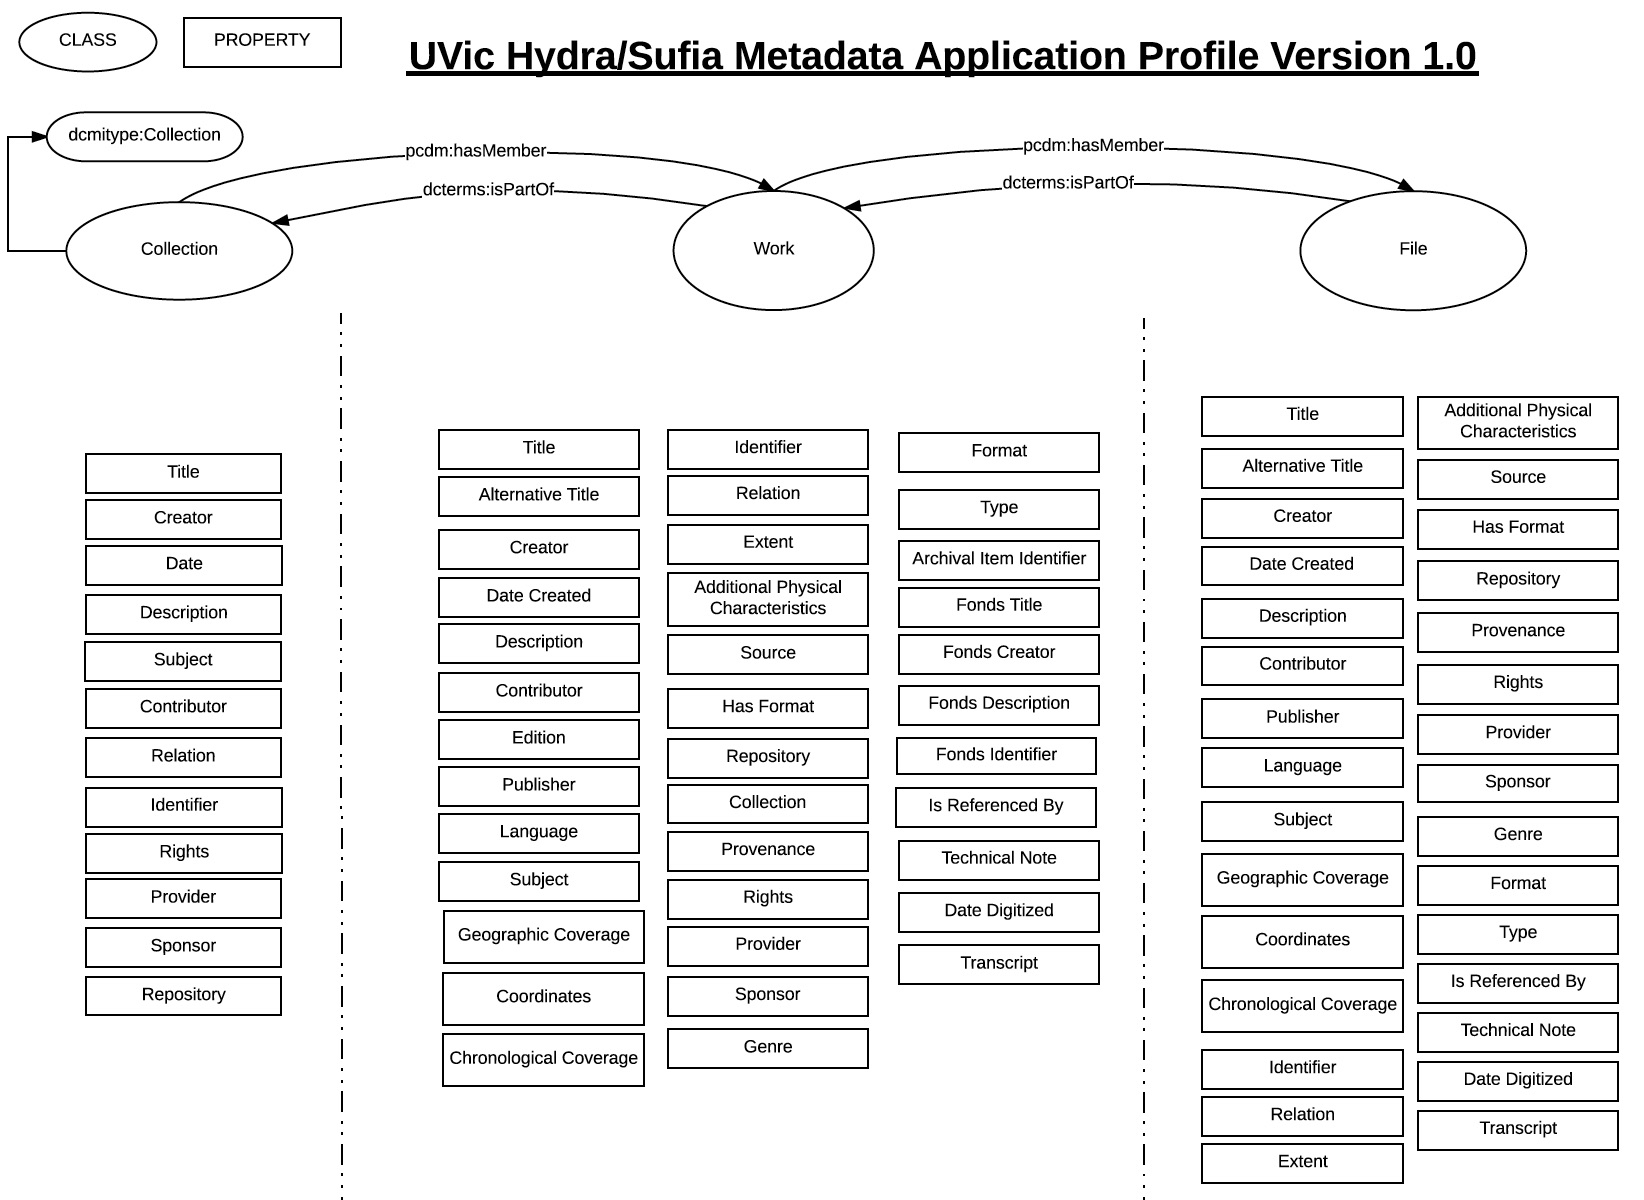 CLASS
PROPERTY
UVic Hydra/Sufia Metadata Application Profile Version 1.0
dcmitype:Collection
pcdm:hasMember
pcdm:hasMember
dcterms:isPartOf
dcterms:isPartOf
Collection
Work
File
Title
Creator
Date
Description
Subject
Contributor
Relation
Identifier
Rights
Provider
Sponsor
Repository
Title
Alternative Title
Creator
Date Created
Description
Contributor
Edition
Publisher
Language
Subject
Geographic Coverage
Coordinates
Chronological Coverage
Identifier
Relation
Extent
Additional Physical
Characteristics
Source
Has Format
Repository
Collection
Provenance
Rights
Provider
Sponsor
Genre
Format
Type
Archival Item Identifier
Fonds Title
Fonds Creator
Fonds Description
Fonds Identifier
Is Referenced By
Technical Note
Date Digitized
Transcript
Title
Alternative Title
Creator
Date Created
Description
Contributor
Publisher
Language
Subject
Geographic Coverage
Coordinates
Chronological Coverage
Identifier
Relation
Extent
Additional Physical
Characteristics
Source
Has Format
Repository
Provenance
Rights
Provider
Sponsor
Genre
Format
Type
Is Referenced By
Technical Note
Date Digitized
Transcript